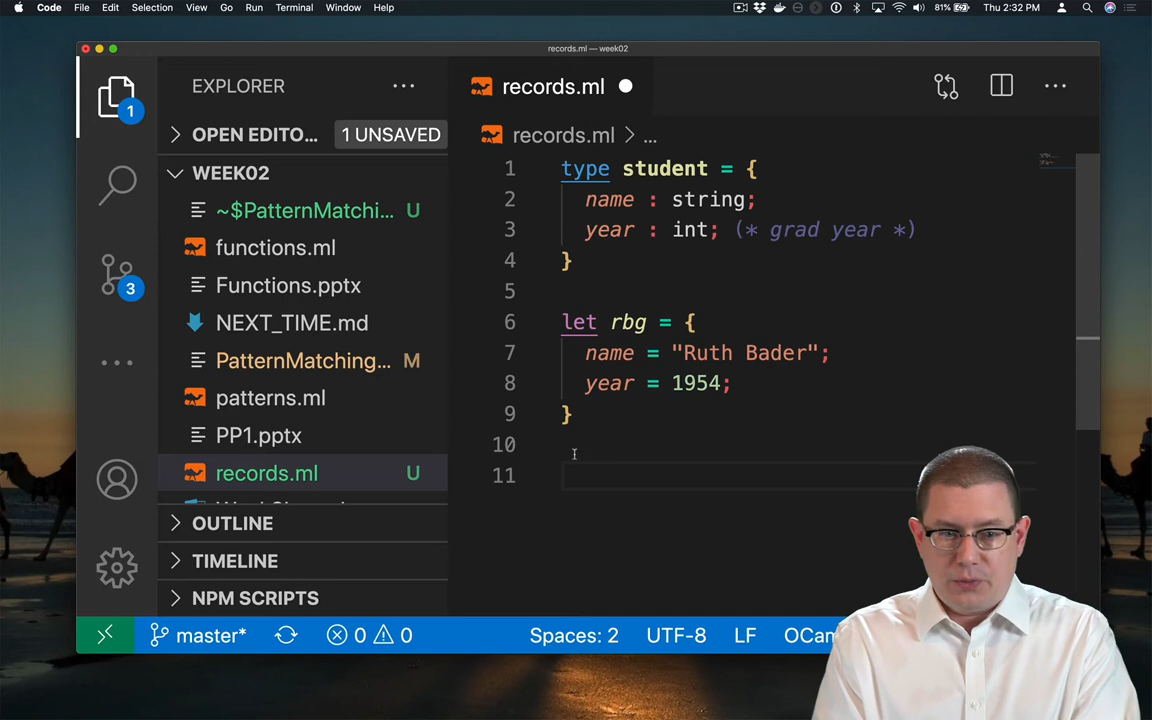 Code File Edit Selection View Go Run Terminal Window Help 81% Thu 2:32 PM
records.ml — week02
EXPLORER ...
records.ml
OPEN EDITO... 1 UNSAVED
records.ml > ...
WEEK02
~$PatternMatchi... U
functions.ml
Functions.pptx
NEXT_TIME.md
PatternMatching... M
patterns.ml
PP1.pptx
records.ml U
OUTLINE
TIMELINE
NPM SCRIPTS
1
3
1 type student = {
2 name : string;
3 year : int; (* grad year *)
4 }
5
6 let rbg = {
7 name = "Ruth Bader";
8 year = 1954;
9 }
10
11
master* 0 0 Spaces: 2 UTF-8 LF